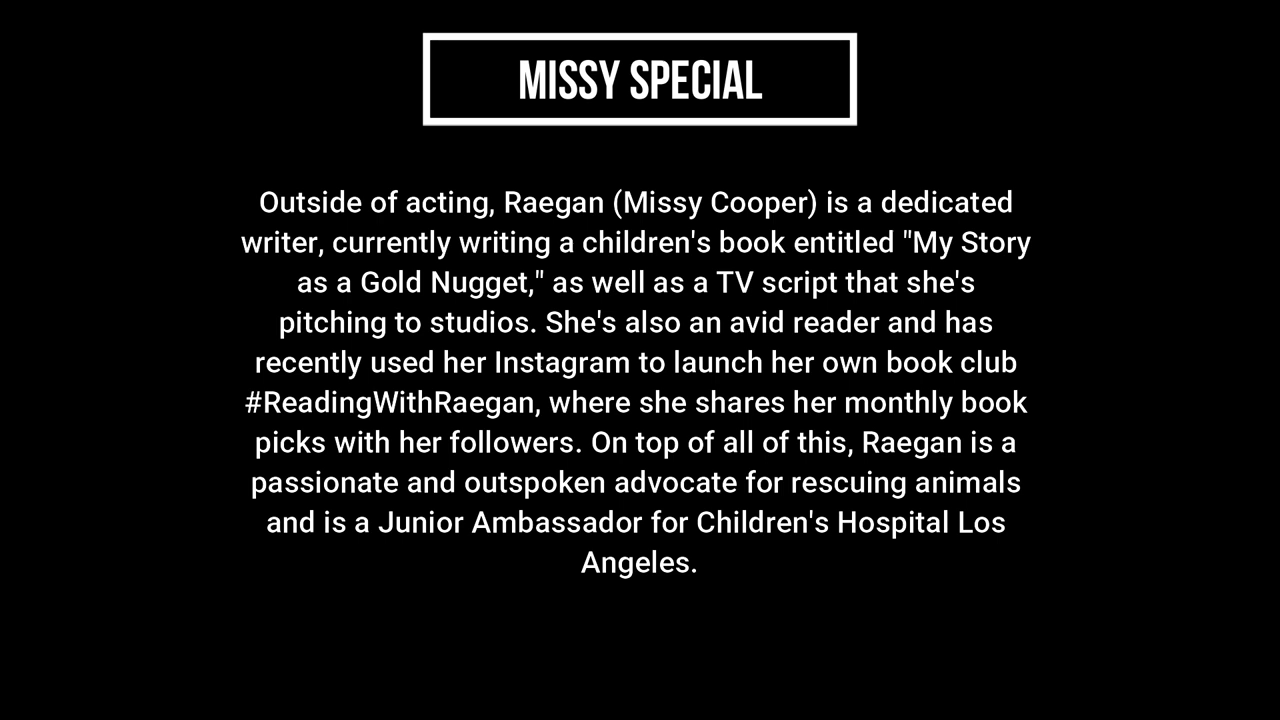 MISSY SPECIAL
Outside of acting, Raegan (Missy Cooper) is a dedicated
writer, currently writing a children's book entitled "My Story
as a Gold Nugget," as well as a TV script that she's
pitching to studios. She's also an avid reader and has
recently used her Instagram to launch her own book club
#ReadingWithRaegan, where she shares her monthly book
picks with her followers. On top of all of this, Raegan is a
passionate and outspoken advocate for rescuing animals
and is a Junior Ambassador for Children's Hospital Los
Angeles.